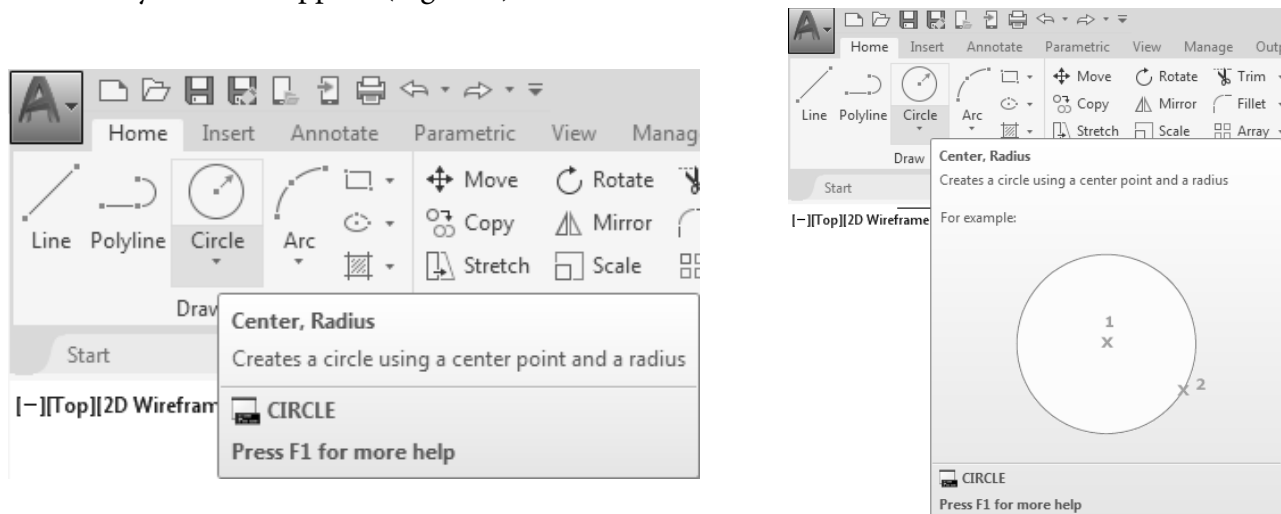 Home Insert Annotate Parametric View Manag
Move Rotate
Copy Mirror
Line Polyline Circle Arc
Stretch Scale
Draw
Center, Radius
Creates a circle using a center point and a radius
Start
[−][Top][2D Wirefram
CIRCLE
Press F1 for more help
Home Insert Annotate Parametric View Manage Outp
Move Rotate Trim
Copy Mirror Fillet
Line Polyline Circle Arc
Stretch Scale Array
Draw
Center, Radius
Creates a circle using a center point and a radius
Start
[−][Top][2D Wireframe
For example:
1
x
x 2
CIRCLE
Press F1 for more help